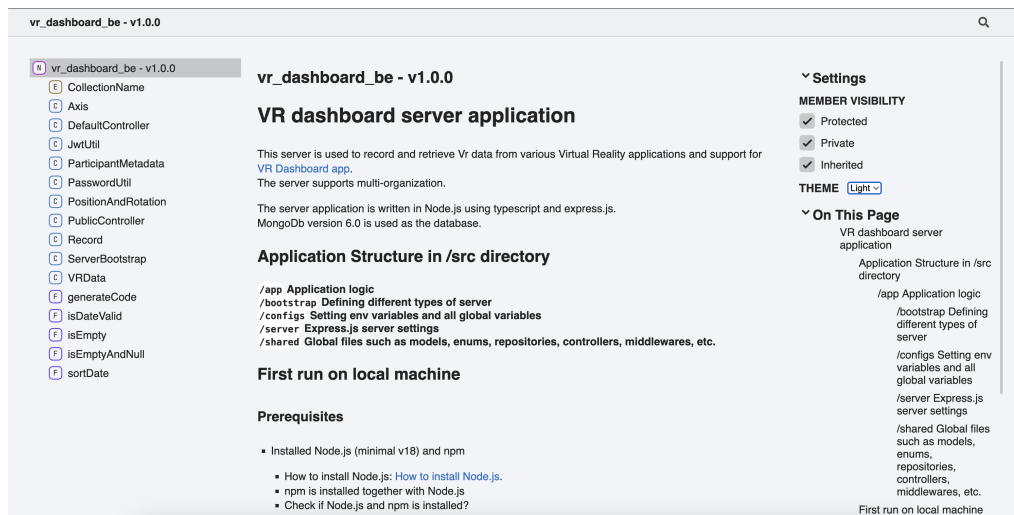 vr_dashboard_be - v1.0.0
N vr_dashboard_be - v1.0.0
E CollectionName
C Axis
C DefaultController
C JwtUtil
C ParticipantMetadata
C PasswordUtil
C PositionAndRotation
C PublicController
C Record
C ServerBootstrap
C VRData
F generateCode
F isDateValid
F isEmpty
F isEmptyAndNull
F sortDate
vr_dashboard_be - v1.0.0
VR dashboard server application
This server is used to record and retrieve Vr data from various Virtual Reality applications and support for
VR Dashboard app.
The server supports multi-organization.
The server application is written in Node.js using typescript and express.js.
MongoDb version 6.0 is used as the database.
Application Structure in /src directory
/app Application logic
/bootstrap Defining different types of server
/configs Setting env variables and all global variables
/server Express.js server settings
/shared Global files such as models, enums, repositories, controllers, middlewares, etc.
First run on local machine
Prerequisites
Installed Node.js (minimal v18) and npm
How to install Node.js: How to install Node.js.
npm is installed together with Node.js
Check if Node.js and npm is installed?
Settings
MEMBER VISIBILITY
Protected
Private
Inherited
THEME Light
On This Page
VR dashboard server
application
Application Structure in /src
directory
/app Application logic
/bootstrap Defining
different types of
server
/configs Setting env
variables and all
global variables
/server Express.js
server settings
/shared Global files
such as models,
enums,
repositories,
controllers,
middlewares, etc.
First run on local machine